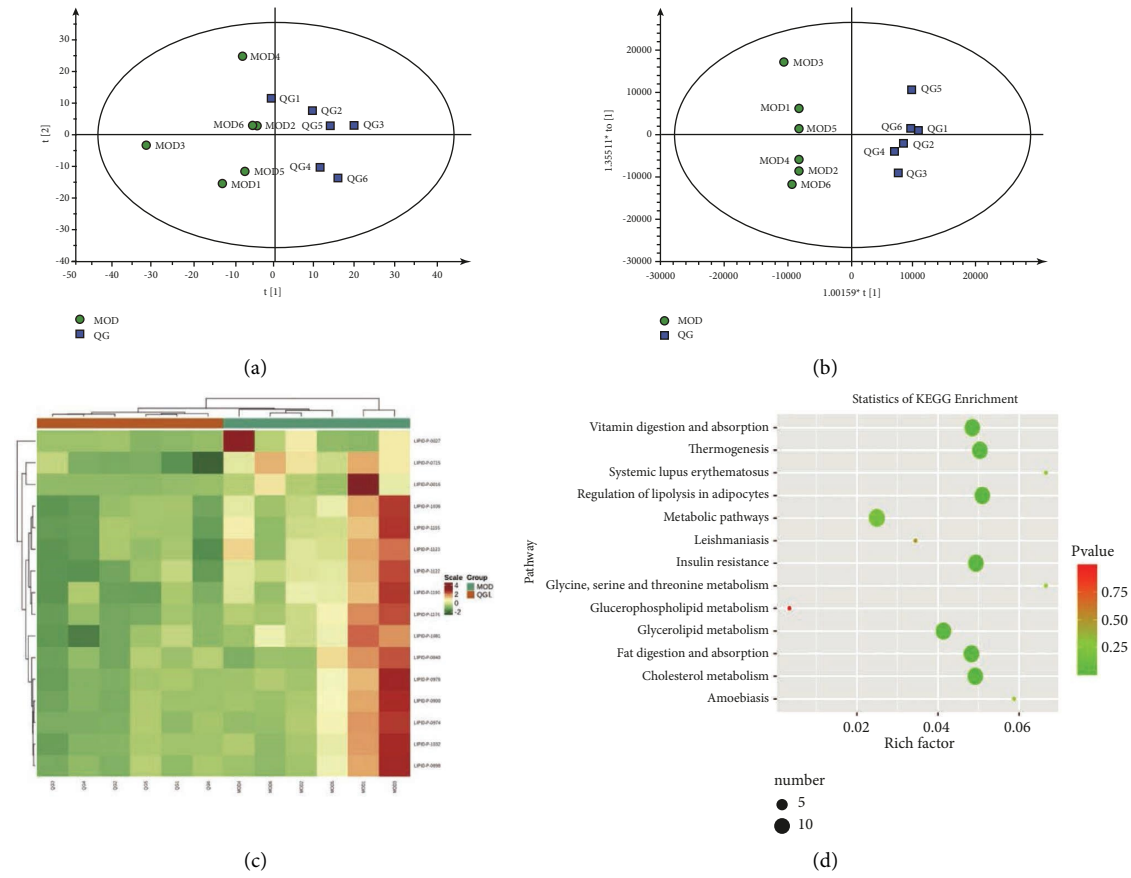 t [2]
30
20
10
0
-10
-20
-30
-40
-50
-40
-30
-20
-10
0
10
20
30
40
t [1]
MOD4
QG1
QG2
MOD6
MOD2
QG5
QG3
MOD3
MOD5
QG4
MOD1
QG6
MOD
QG
(a)
1.35511* to [1]
20000
10000
0
-10000
-20000
-30000
-30000
-20000
-10000
0
10000
20000
1.00159* t [1]
MOD3
QG5
MOD1
MOD5
QG6
QG1
QG2
MOD4
QG4
MOD2
QG3
MOD6
MOD
QG
(b)
Scale
4
2
0
-2
Group
MOD
QG1.
(c)
Statistics of KEGG Enrichment
Pathway
Vitamin digestion and absorption
Thermogenesis
Systemic lupus erythematosus
Regulation of lipolysis in adipocytes
Metabolic pathways
Leishmaniasis
Insulin resistance
Glycine, serine and threonine metabolism
Glucerophospholipid metabolism
Glycerolipid metabolism
Fat digestion and absorption
Cholesterol metabolism
Amoebiasis
0.02
0.04
0.06
Rich factor
Pvalue
0.75
0.50
0.25
number
5
10
(d)